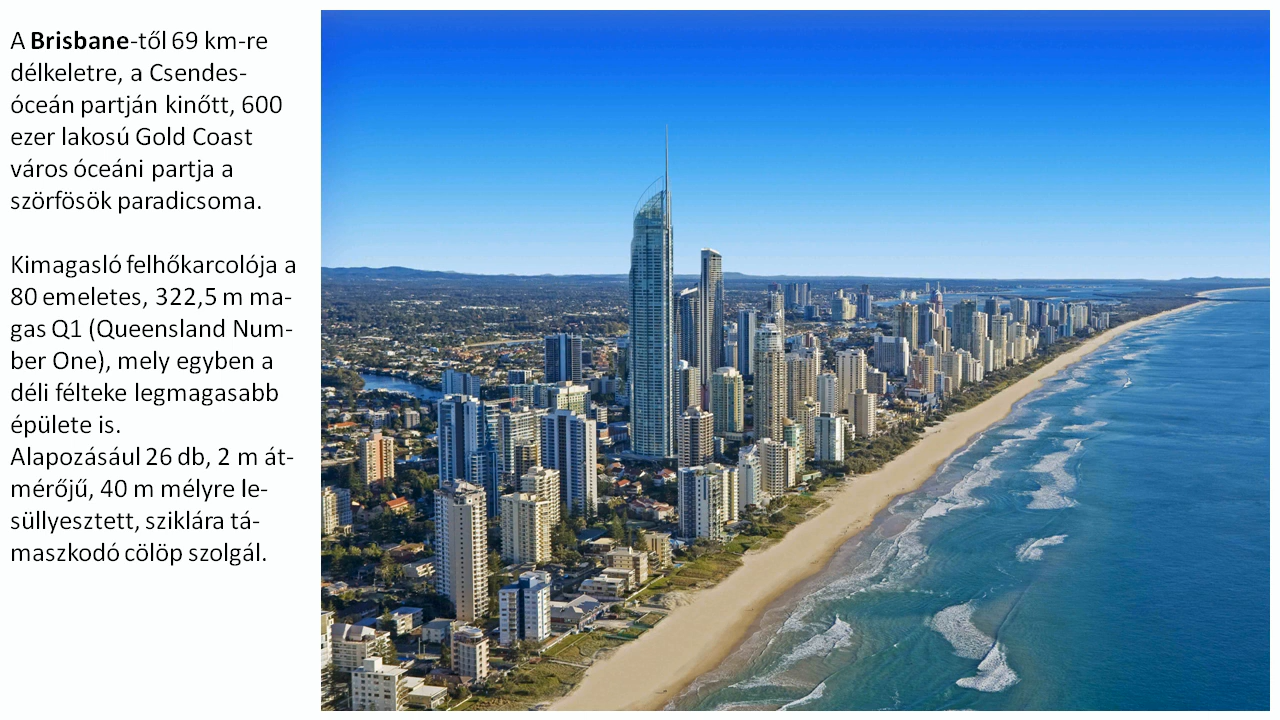 A Brisbane-től 69 km-re
délkeletre, a Csendes-
óceán partján kinőtt, 600
ezer lakosú Gold Coast
város óceáni partja a
szörfösök paradicsoma.
Kimagasló felhőkarcolója a
80 emeletes, 322,5 m ma-
gas Q1 (Queensland Num-
ber One), mely egyben a
déli félteke legmagasabb
épülete is.
Alapozásául 26 db, 2 m át-
mérőjű, 40 m mélyre le-
süllyesztett, sziklára tá-
maszkodó cölöp szolgál.